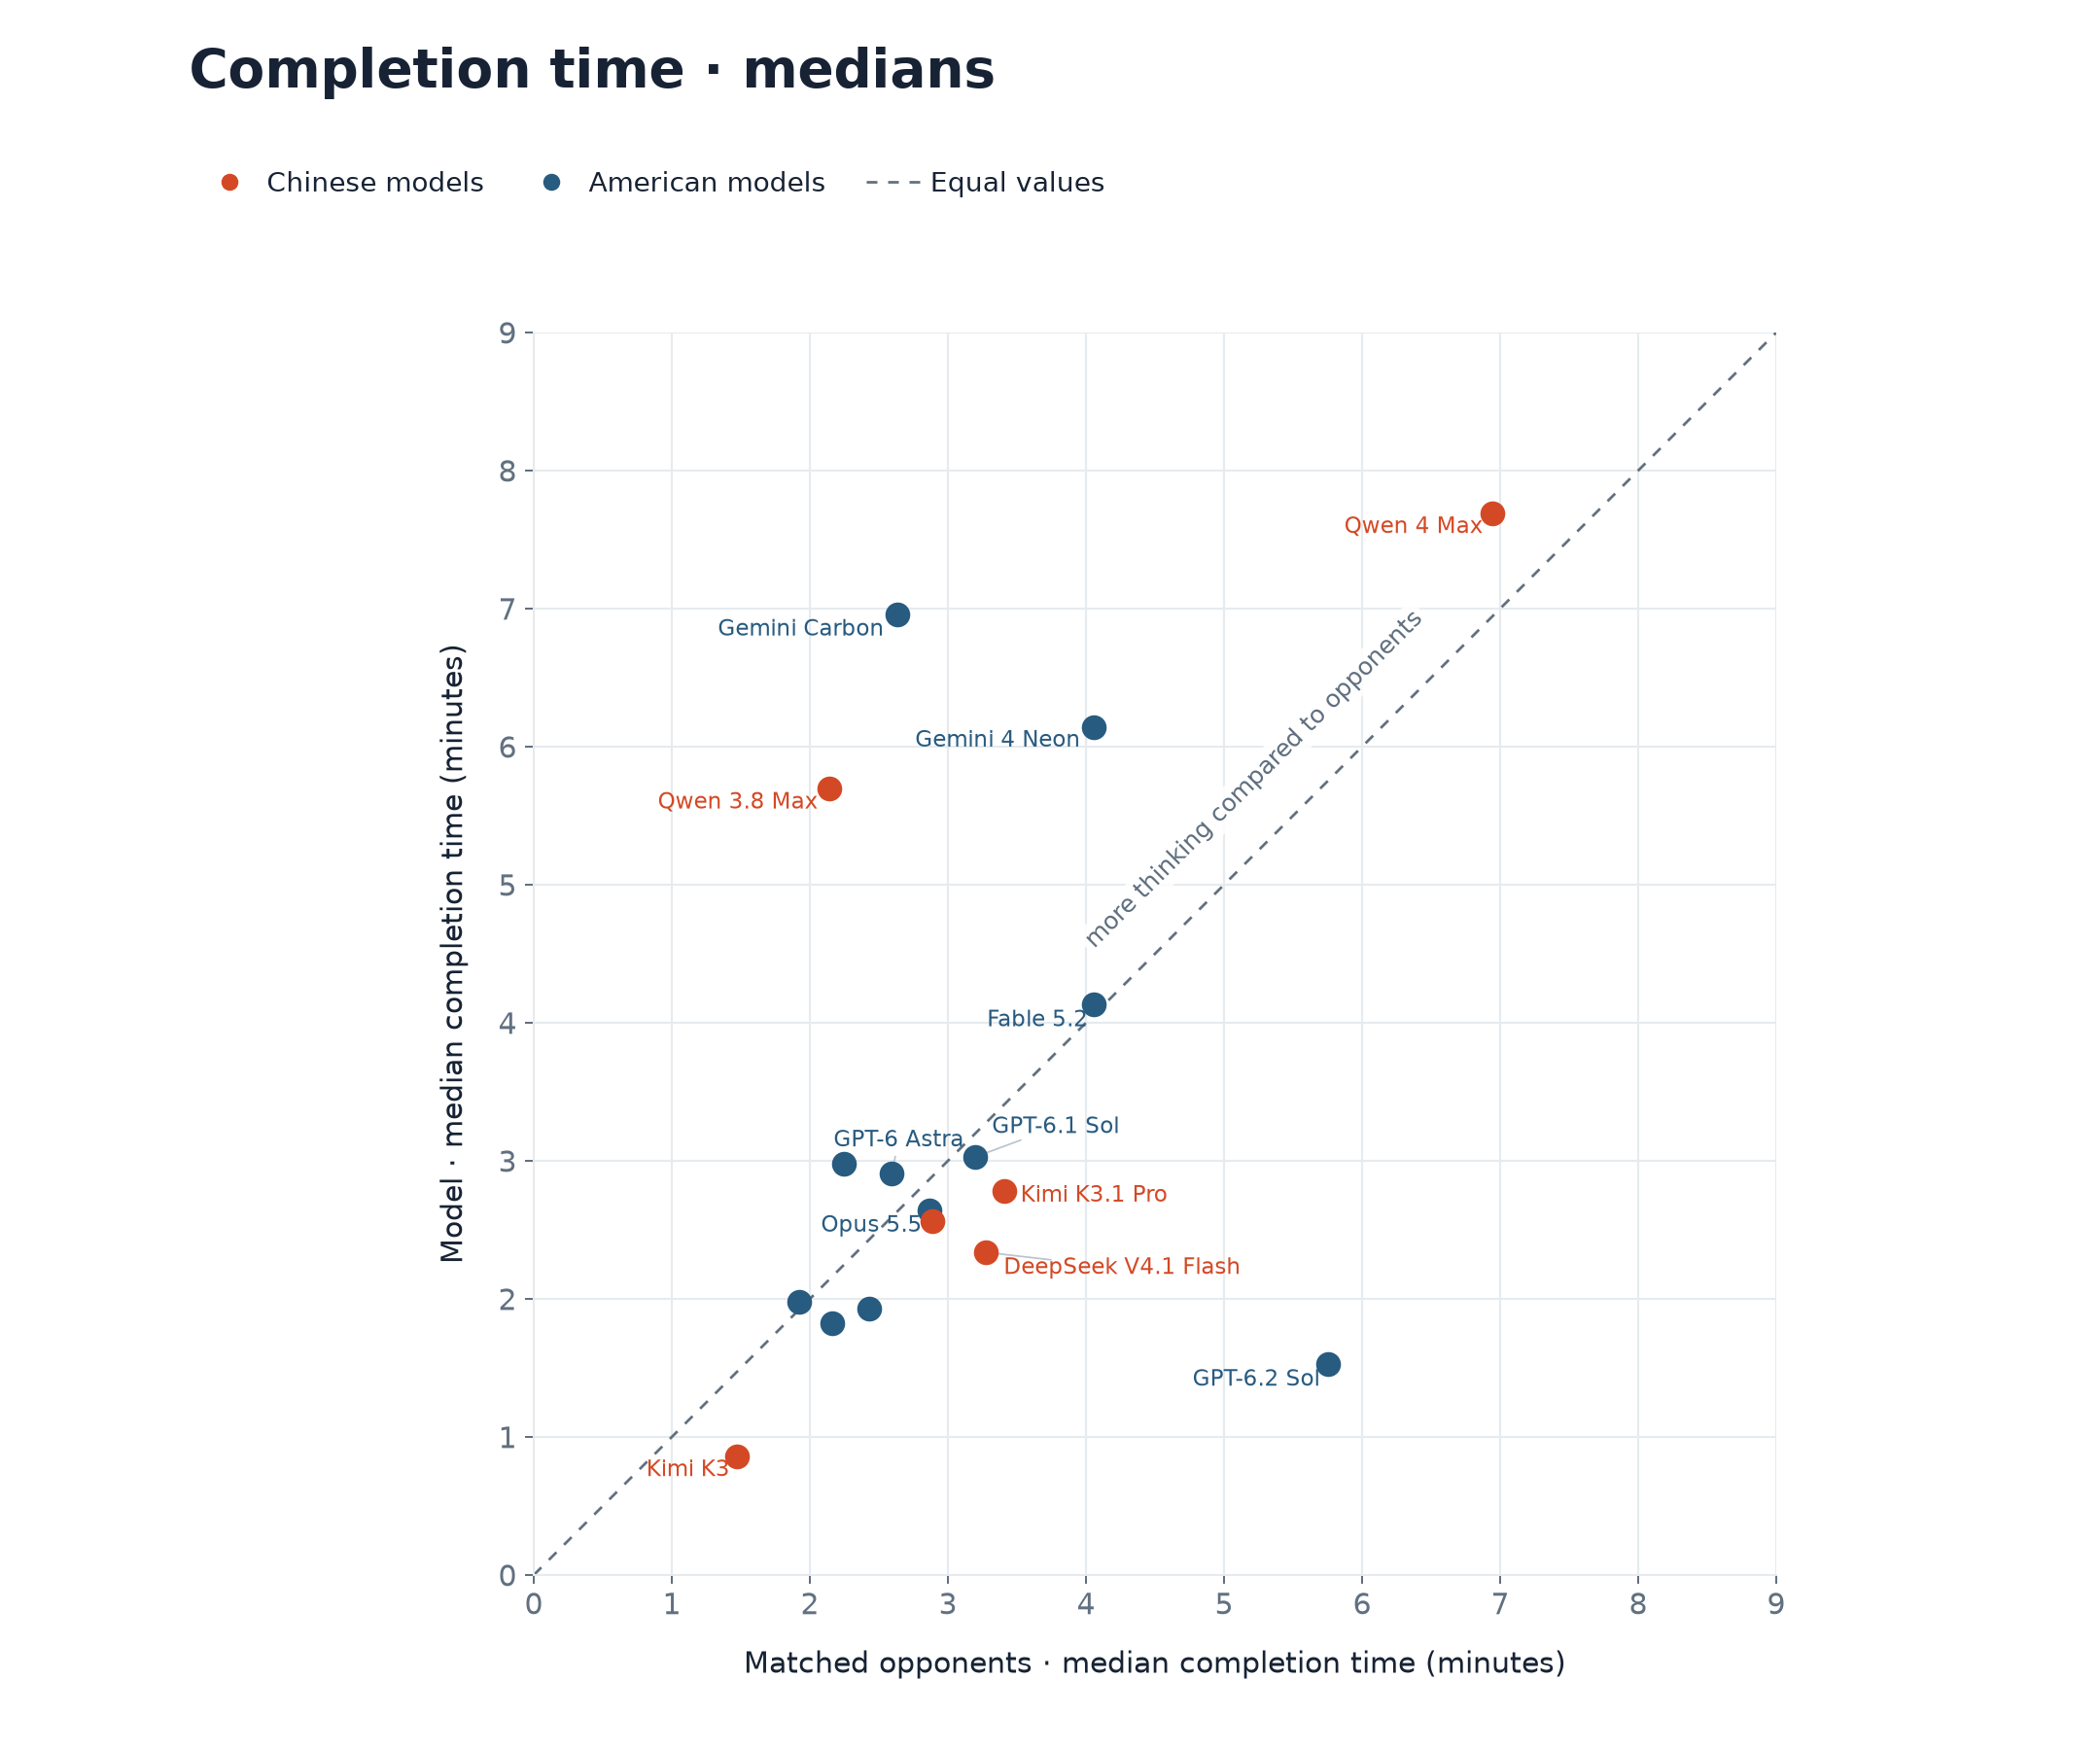 Completion time · medians
Chinese models
American models
Equal values
9
8
7
6
5
4
3
2
1
0
Model · median completion time (minutes)
Qwen 4 Max
Gemini Carbon
more thinking compared to opponents
Gemini 4 Neon
Qwen 3.8 Max
Fable 5.2
GPT-6.1 Sol
GPT-6 Astra
Kimi K3.1 Pro
Opus 5.5
DeepSeek V4.1 Flash
GPT-6.2 Sol
Kimi K3
0 1 2 3 4 5 6 7 8 9
Matched opponents · median completion time (minutes)